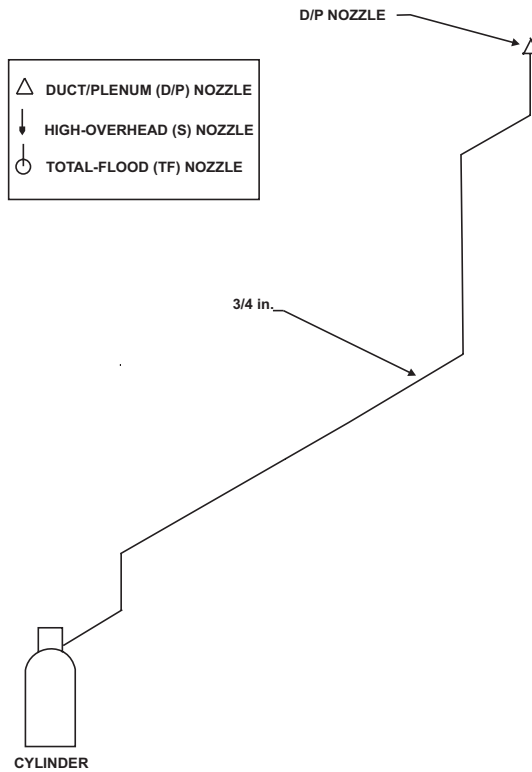 D/P NOZZLE
DUCT/PLENUM (D/P) NOZZLE
HIGH-OVERHEAD (S) NOZZLE
TOTAL-FLOOD (TF) NOZZLE
3/4 in.
CYLINDER